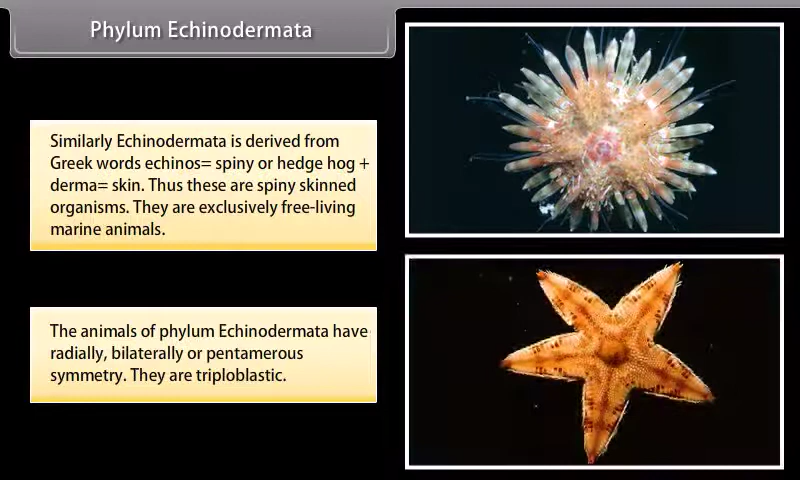 Phylum Echinodermata
Similarly Echinodermata is derived from
Greek words echinos= spiny or hedge hog +
derma= skin. Thus these are spiny skinned
organisms. They are exclusively free-living
marine animals.
The animals of phylum Echinodermata have
radially, bilaterally or pentamerous
symmetry. They are triploblastic.